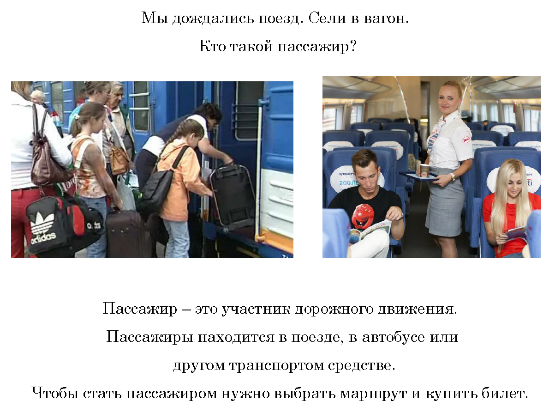 Мы дождались поезд. Сели в вагон.
Кто такой пассажир?
adidas
Пассажир – это участник дорожного движения.
Пассажиры находится в поезде, в автобусе или
другом транспортом средстве.
Чтобы стать пассажиром нужно выбрать маршрут и купить билет.